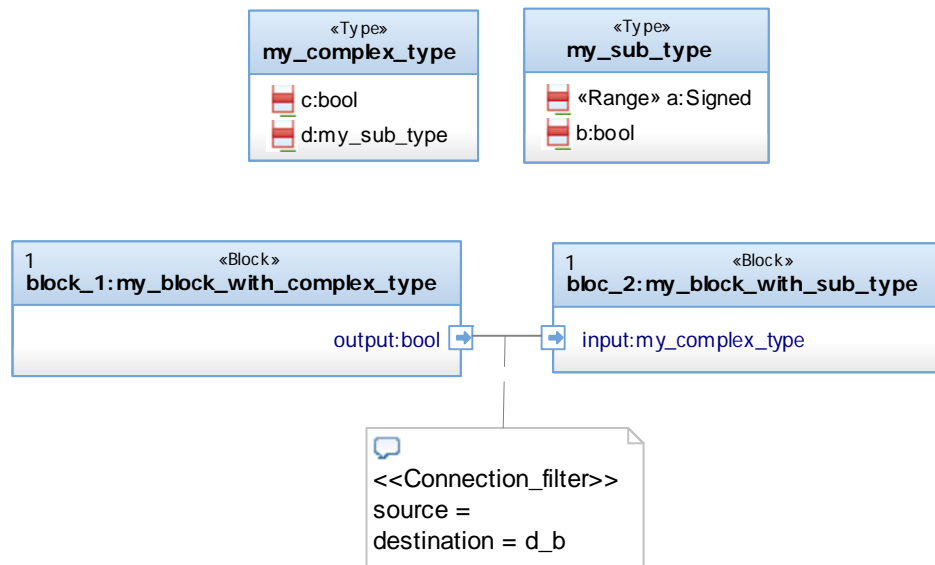 «Type»
my_complex_type
c:bool
d:my_sub_type
«Type»
my_sub_type
«Range» a:Signed
b:bool
1
«Block»
block_1:my_block_with_complex_type
output:bool
1
«Block»
bloc_2:my_block_with_sub_type
input:my_complex_type
<<Connection_filter>>
source =
destination = d_b